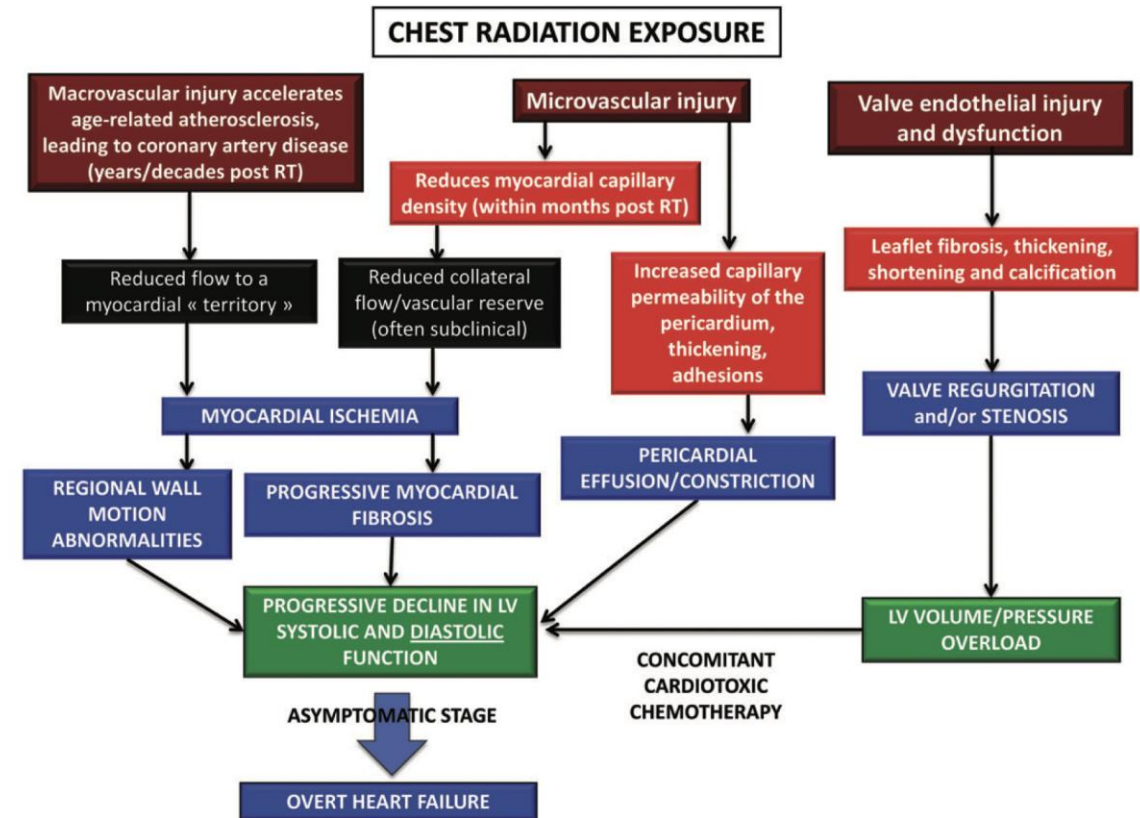 CHEST RADIATION EXPOSURE
Macrovascular injury accelerates
age-related atherosclerosis,
leading to coronary artery disease
(years/decades post RT)
Microvascular injury
Valve endothelial injury
and dysfunction
Reduces myocardial capillary
density (within months post RT)
Leaflet fibrosis, thickening,
shortening and calcification
Reduced flow to a
myocardial « territory »
Reduced collateral
flow/vascular reserve
(often subclinical)
Increased capillary
permeability of the
pericardium,
thickening,
adhesions
MYOCARDIAL ISCHEMIA
VALVE REGURGITATION
and/or STENOSIS
REGIONAL WALL
MOTION
ABNORMALITIES
PROGRESSIVE MYOCARDIAL
FIBROSIS
PERICARDIAL
EFFUSION/CONSTRICTION
PROGRESSIVE DECLINE IN LV
SYSTOLIC AND DIASTOLIC
FUNCTION
LV VOLUME/PRESSURE
OVERLOAD
CONCOMITANT
CARDIOTOXIC
CHEMOTHERAPY
ASYMPTOMATIC STAGE
OVERT HEART FAILURE